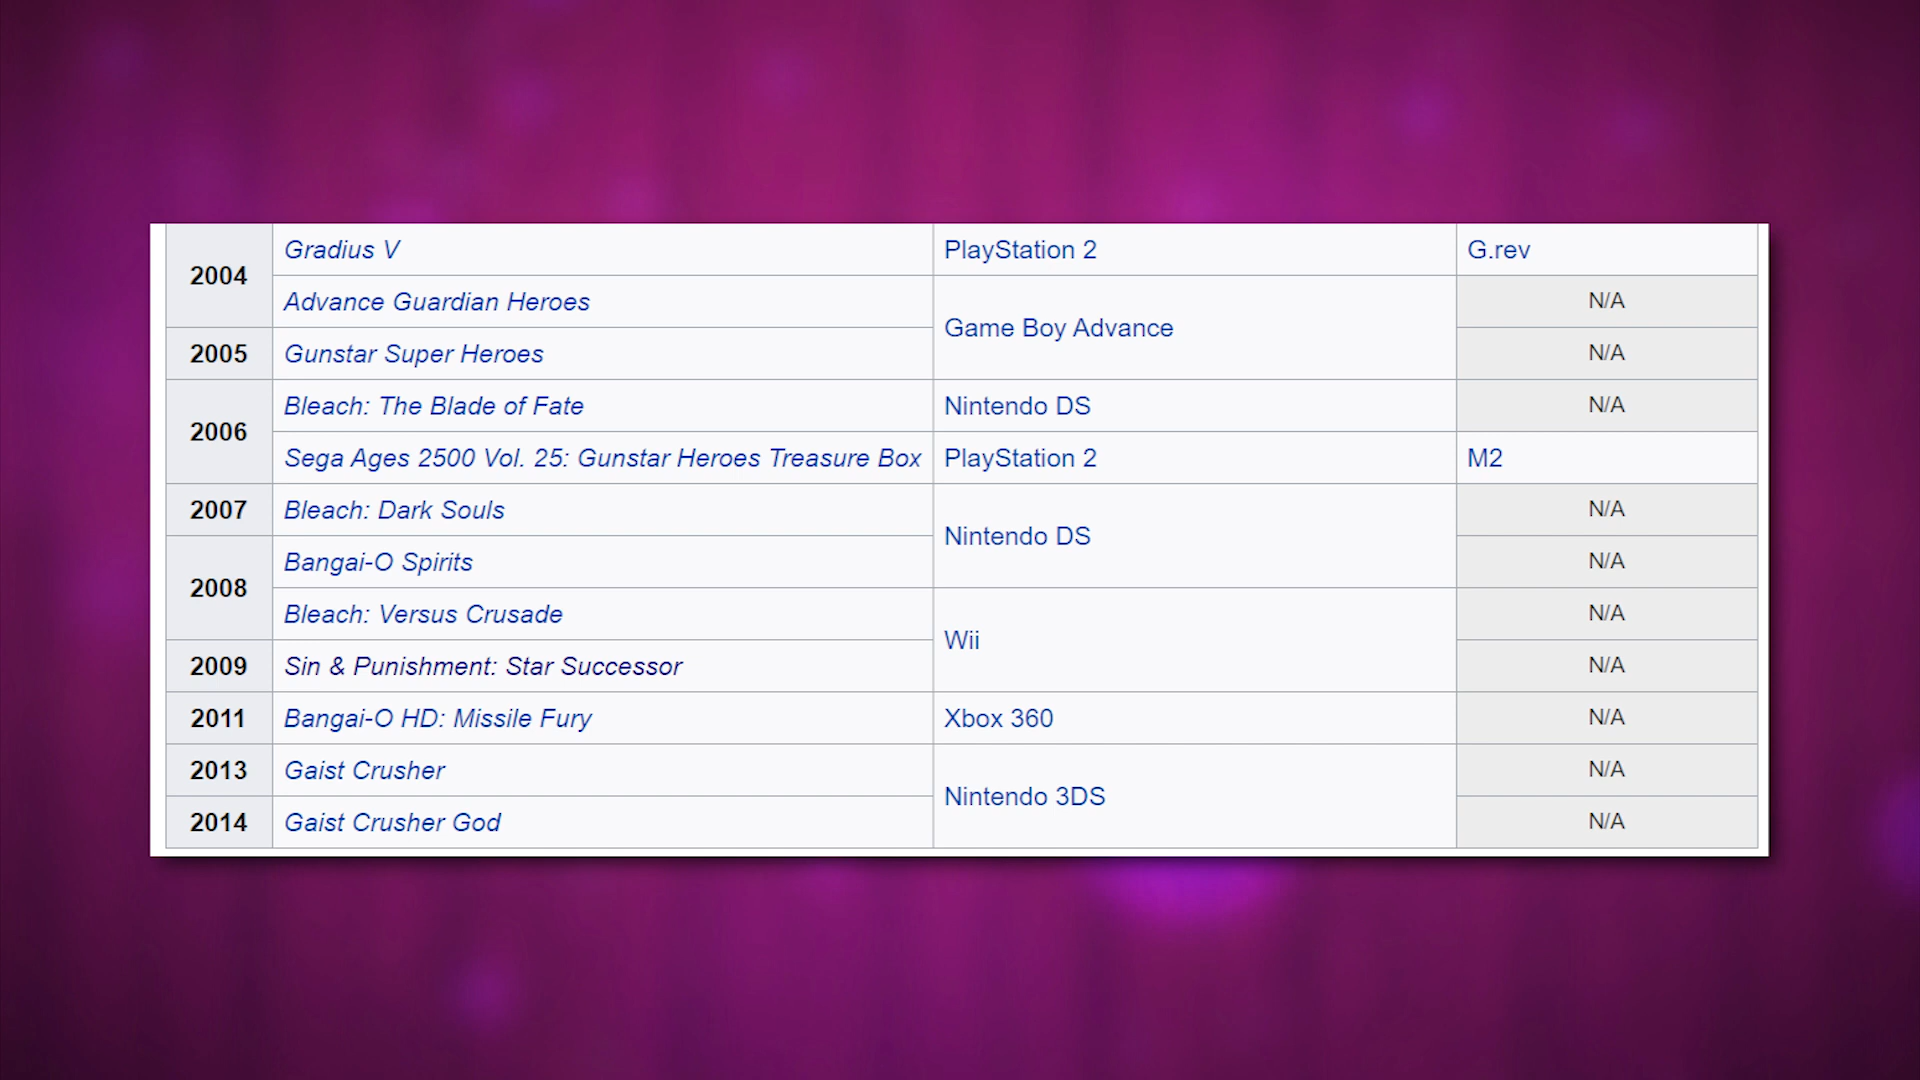 2004 Gradius V PlayStation 2 G.rev
Advance Guardian Heroes Game Boy Advance N/A
2005 Gunstar Super Heroes N/A
2006 Bleach: The Blade of Fate Nintendo DS N/A
Sega Ages 2500 Vol. 25: Gunstar Heroes Treasure Box PlayStation 2 M2
2007 Bleach: Dark Souls Nintendo DS N/A
2008 Bangai-O Spirits N/A
Bleach: Versus Crusade Wii N/A
2009 Sin & Punishment: Star Successor N/A
2011 Bangai-O HD: Missile Fury Xbox 360 N/A
2013 Gaist Crusher Nintendo 3DS N/A
2014 Gaist Crusher God N/A